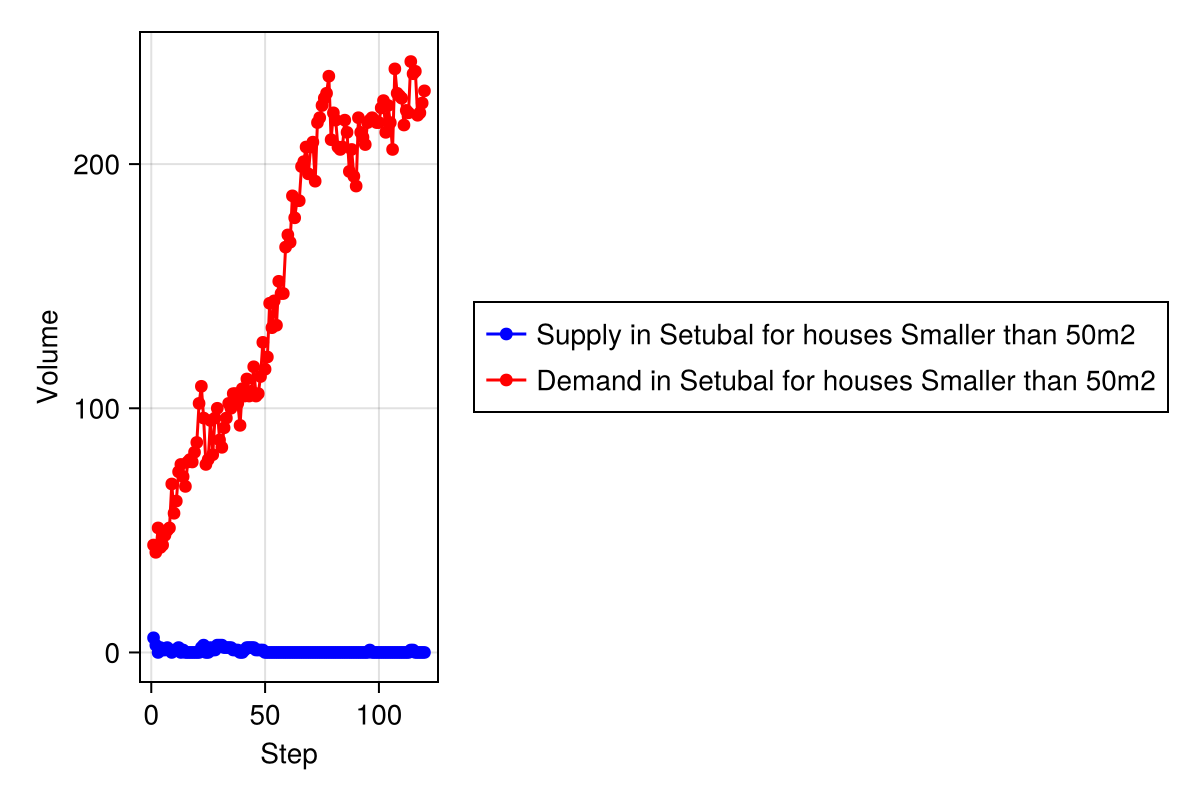 Volume
200
100
0
0 50 100
Step
Supply in Setubal for houses Smaller than 50m2
Demand in Setubal for houses Smaller than 50m2